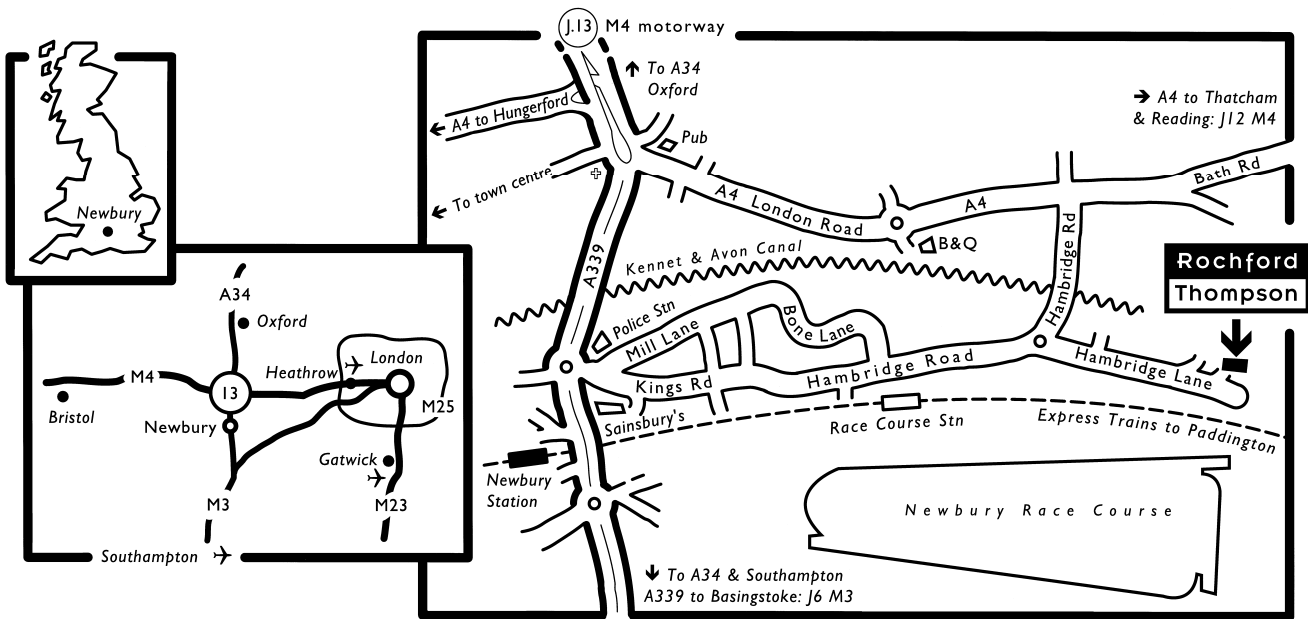 J.13 M4 motorway
To A34
Oxford
A4 to Hungerford
A4 to Thatcham
& Reading: J12 M4
Pub
To town centre
A4 London Road
A4
Bath Rd
B&Q
Hambridge Rd
Newbury
A339
Kennet & Avon Canal
Rochford
Thompson
Police Stn
Mill Lane
Bone Lane
Kings Rd
Hambridge Road
Hambridge Lane
Sainsbury's
Race Course Stn
Express Trains to Paddington
Newbury
Station
Newbury Race Course
To A34 & Southampton
A339 to Basingstoke: J6 M3
A34
Oxford
London
Heathrow
M4
13
M25
Bristol
Newbury
Gatwick
M3
M23
Southampton